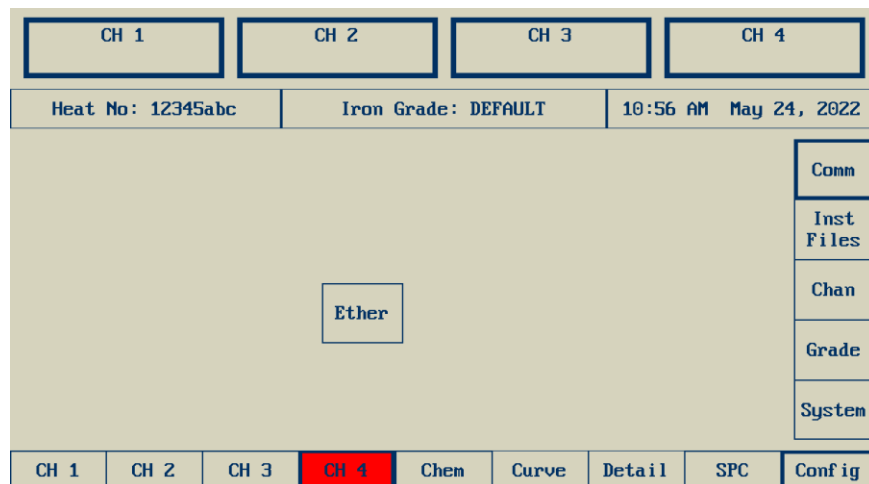 CH 1
CH 2
CH 3
CH 4
Heat No: 12345abc
Iron Grade: DEFAULT
10:56 AM May 24, 2022
Comm
Inst
Files
Chan
Ether
Grade
System
CH 1
CH 2
CH 3
CH 4
Chem
Curve
Detail
SPC
Config